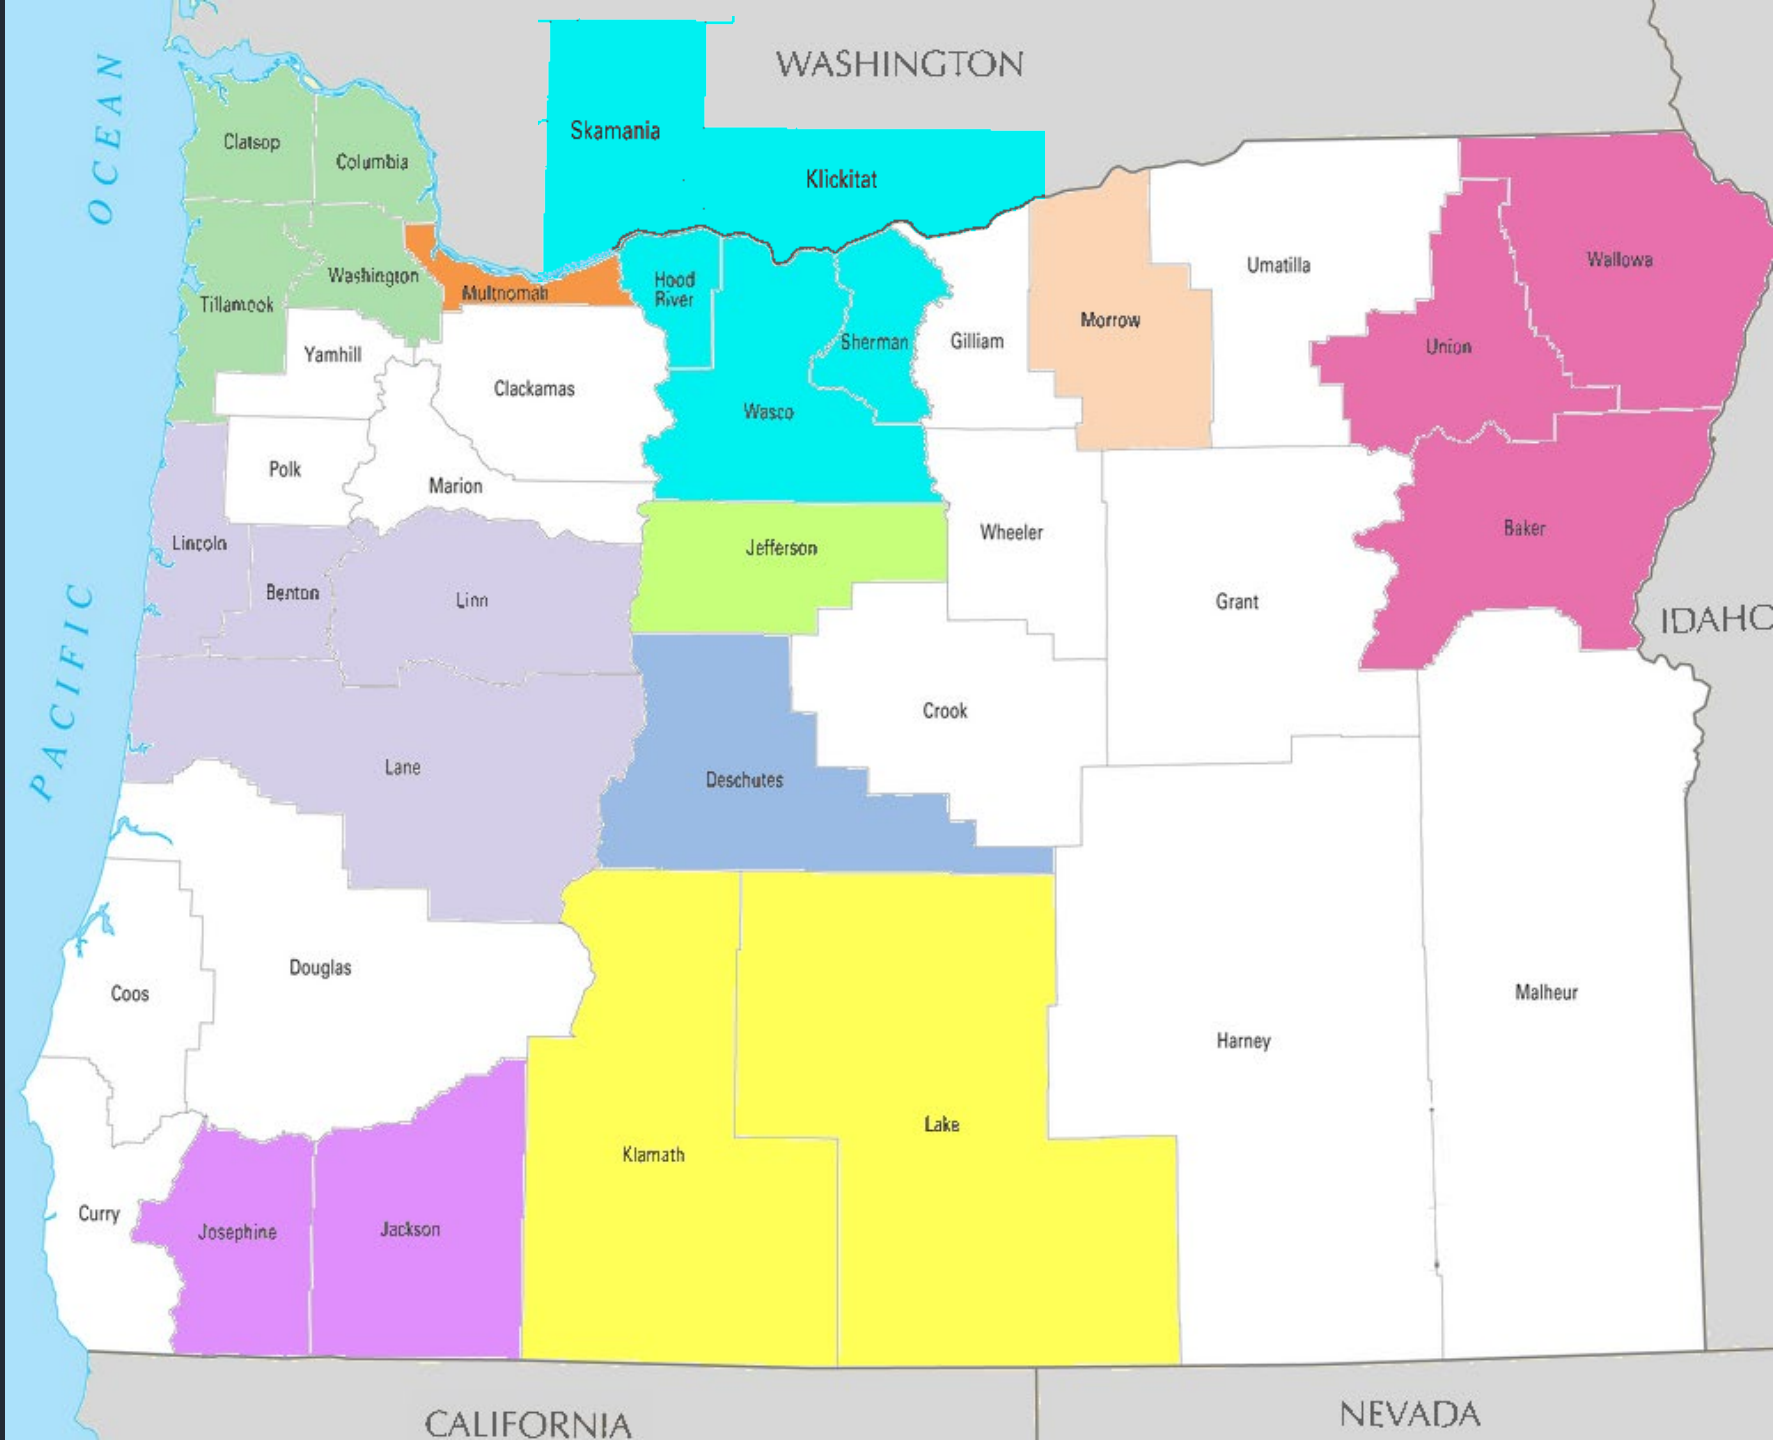 WASHINGTON
OCEAN
Skamania
Clatsop
Columbia
Klickitat
Wallowa
Umatilla
Washington
Hood
River
Multnomah
Tillamook
Morrow
Sherman
Gilliam
Union
Yamhill
Clackamas
Wasco
Polk
Marion
Baker
Wheeler
Lincoln
Jefferson
Benton
Linn
Grant
IDAHO
PACIFIC
Crook
Lane
Deschutes
Douglas
Coos
Malheur
Harney
Lake
Klamath
Curry
Josephine
Jackson
CALIFORNIA
NEVADA